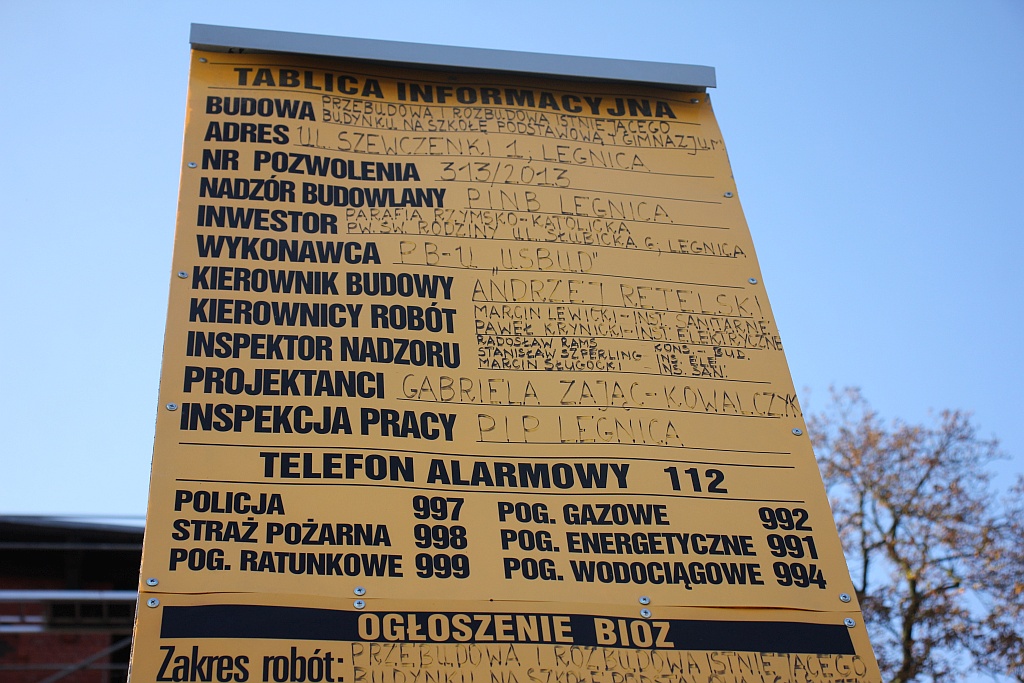 TABLICA INFORMACYJNA
BUDOWA PRZEBUDOWA I ROZBUDOWA ISTNIEJĄCEGO
BUDYNKU NA SZKOŁĘ PODSTAWOWĄ I GIMNAZJUM
ADRES UL. SZEWCZENKI 1, LEGNICA
NR POZWOLENIA 313/2013
NADZÓR BUDOWLANY PINB LEGNICA
INWESTOR PARAFIA RZYMSKO-KATOLICKA
PW. ŚW. RODZINY UL. SŁUBICKA 6, LEGNICA
WYKONAWCA PB-U „USBUD"
KIEROWNIK BUDOWY ANDRZEJ RETELSKI
KIEROWNICY ROBÓT MARCIN LEWICKI - INST. SANITARNE
PAWEŁ KRYNICKI - INST. ELEKTRYCZNE
INSPEKTOR NADZORU RADOSŁAW RAMS KONS. - BUD.
STANISŁAW SZPERLING - INS. ELE.
MARCIN SŁUGOCKI - INS. SAN.
PROJEKTANCI GABRIELA ZAJĄC-KOWALCZYK
INSPEKCJA PRACY PIP LEGNICA
TELEFON ALARMOWY 112
POLICJA 997 POG. GAZOWE 992
STRAŻ POŻARNA 998 POG. ENERGETYCZNE 991
POG. RATUNKOWE 999 POG. WODOCIĄGOWE 994
OGŁOSZENIE BIOZ
Zakres robót: PRZEBUDOWA I ROZBUDOWA ISTNIEJĄCEGO
BUDYNKU NA SZKOŁĘ